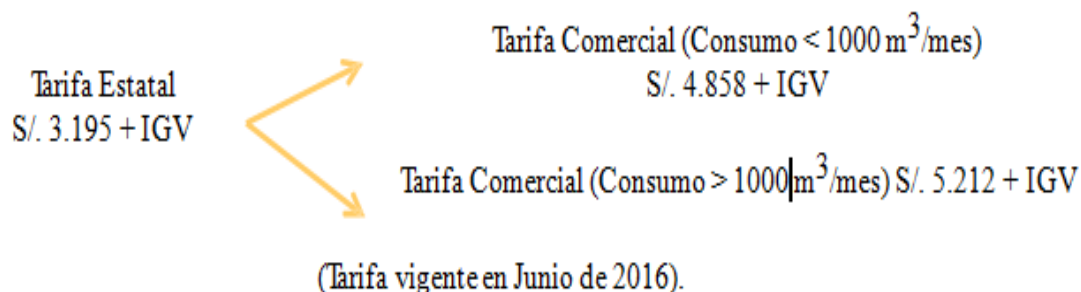 Tarifa Estatal
S/. 3.195 + IGV
Tarifa Comercial (Consumo < 1000 m³/mes)
S/. 4.858 + IGV
Tarifa Comercial (Consumo > 1000 m³/mes) S/. 5.212 + IGV
(Tarifa vigente en Junio de 2016).